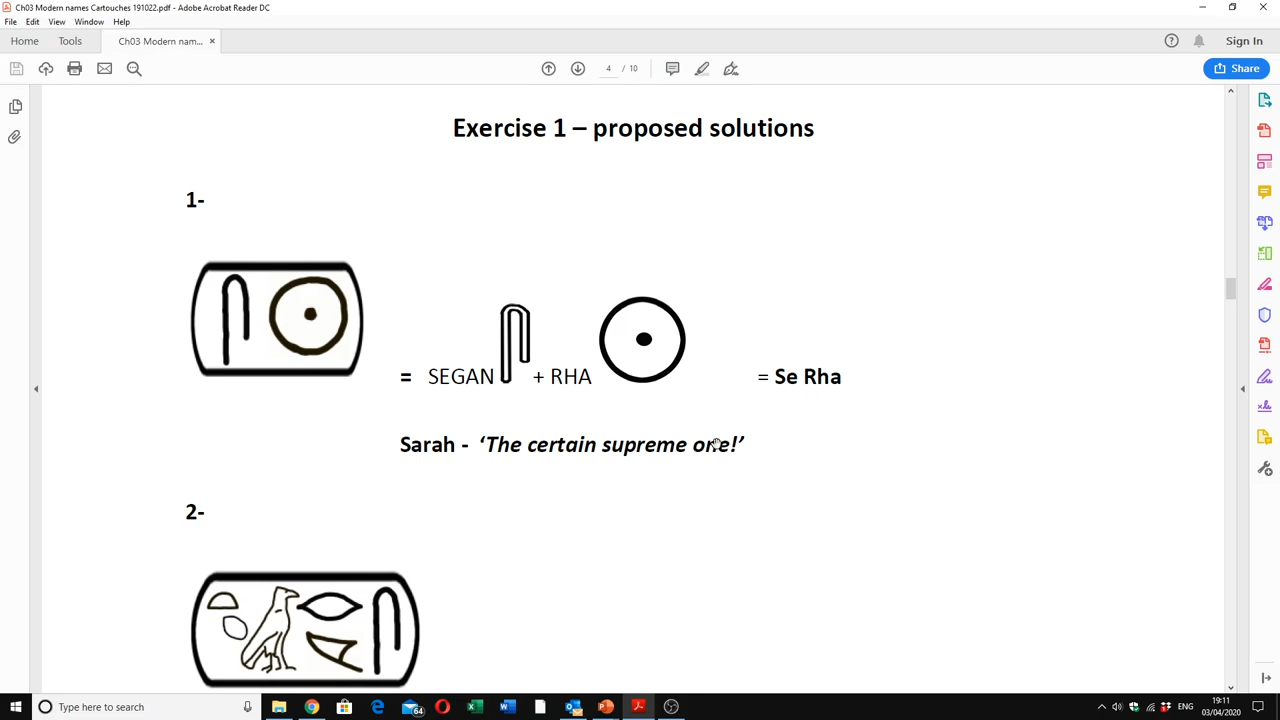 Ch03 Modern names Cartouches 191022.pdf - Adobe Acrobat Reader DC
File Edit View Window Help
Home Tools Ch03 Modern nam... × Sign In
4 / 10 Share
Exercise 1 – proposed solutions
1-
= SEGAN + RHA = Se Rha
Sarah - ‘The certain supreme one!’
2-
Type here to search 64 ENG 19:11
03/04/2020